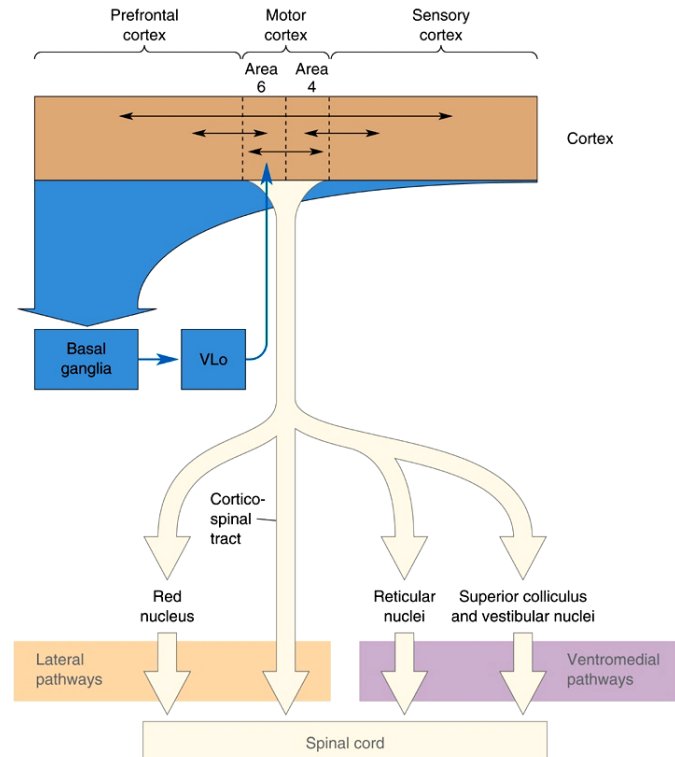 Prefrontal
cortex
Motor
cortex
Sensory
cortex
Area
6
Area
4
Cortex
Basal
ganglia
VLo
Cortico-
spinal
tract
Red
nucleus
Reticular
nuclei
Superior colliculus
and vestibular nuclei
Lateral
pathways
Ventromedial
pathways
Spinal cord